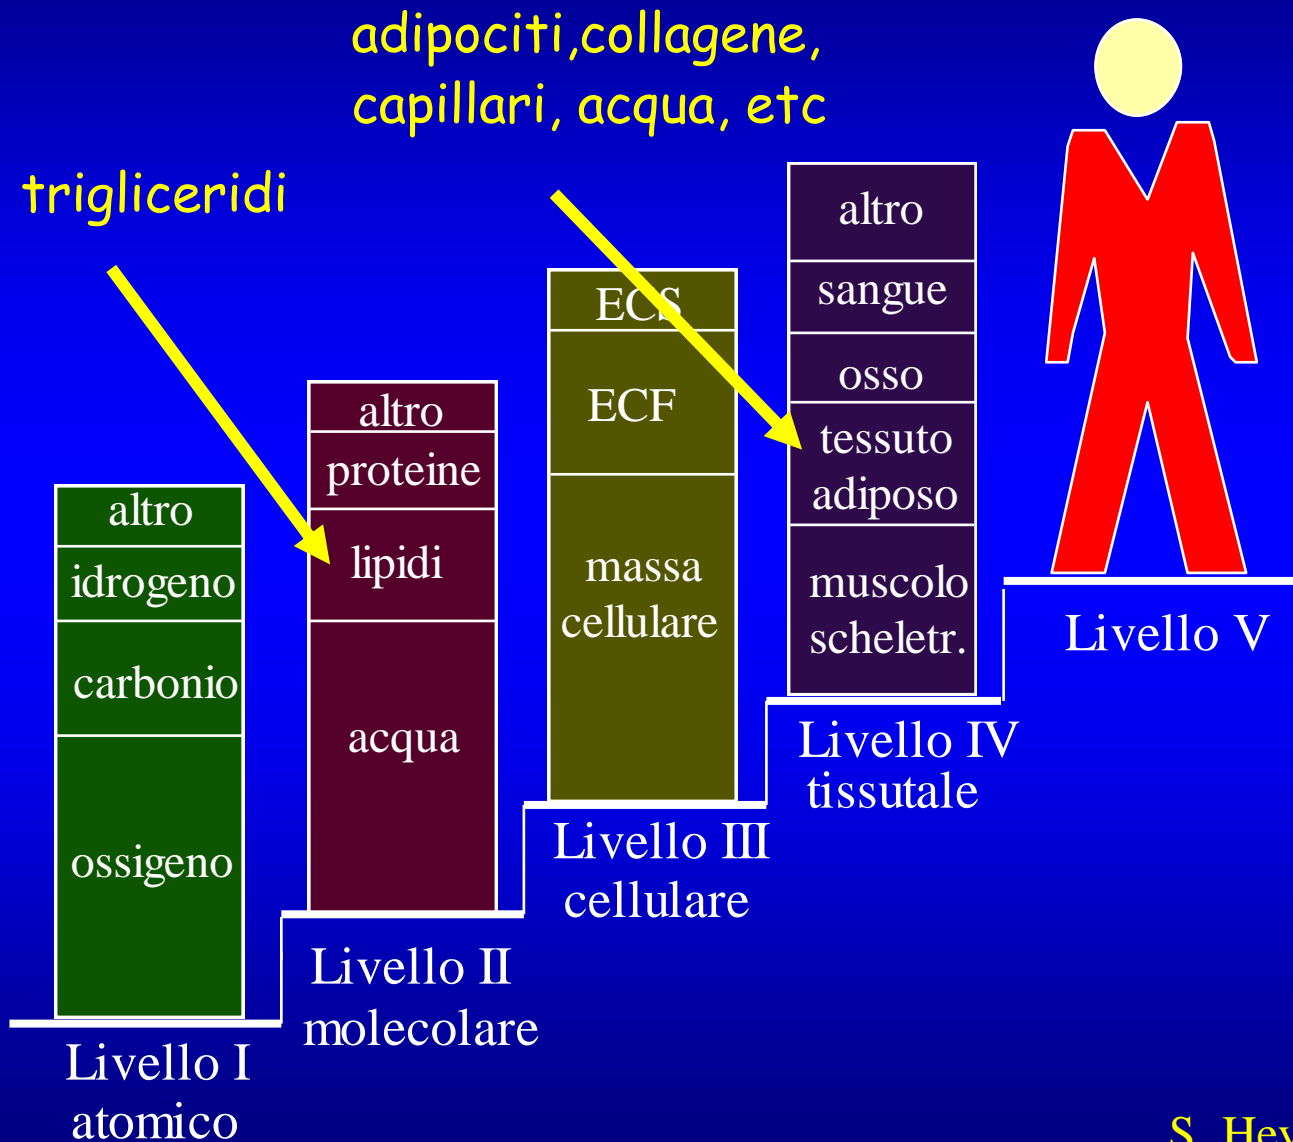 adipociti,collagene,
capillari, acqua, etc
trigliceridi
altro
idrogeno
carbonio
ossigeno
Livello I
atomico
altro
proteine
lipidi
acqua
Livello II
molecolare
ECS
ECF
massa
cellulare
Livello III
cellulare
altro
sangue
osso
tessuto
adiposo
muscolo
scheletr.
Livello IV
tissutale
Livello V
S.